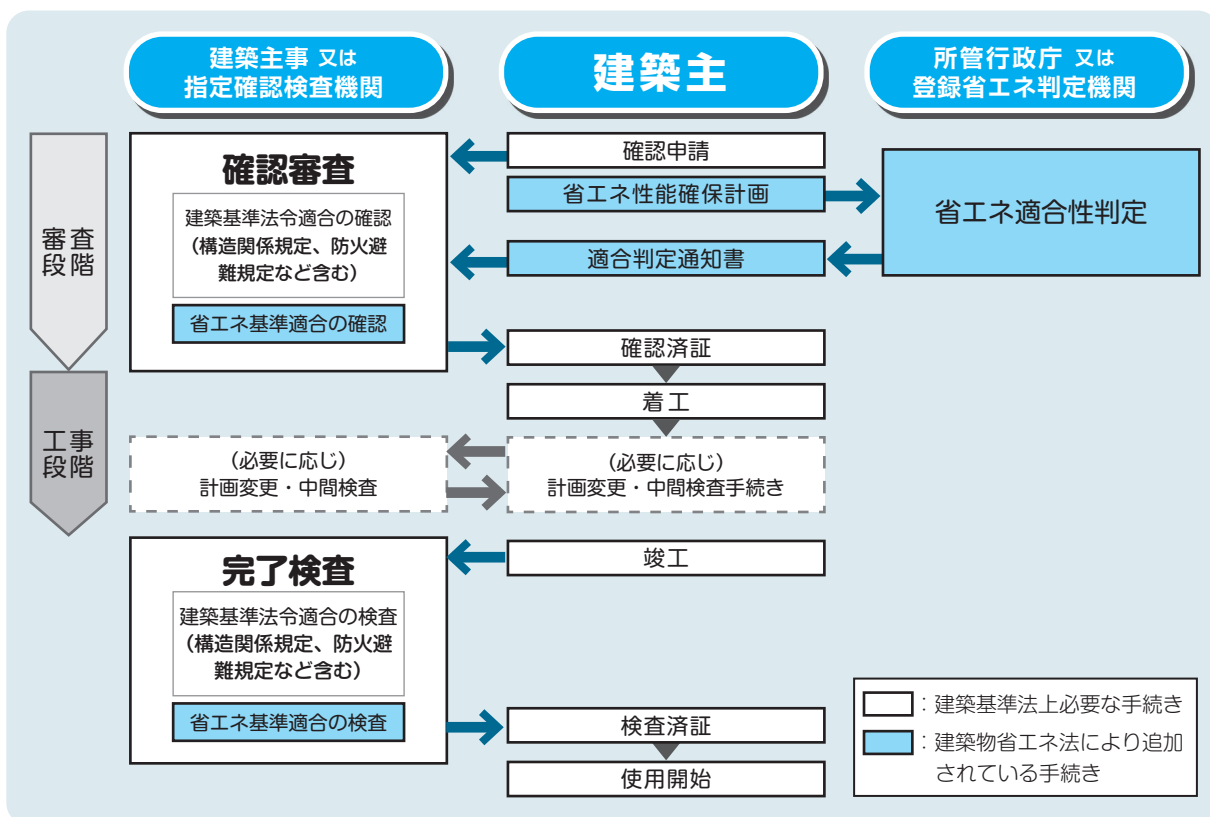 建築主事 又は
指定確認検査機関
建築主
所管行政庁 又は
登録省エネ判定機関
審査
段階
確認審査
建築基準法令適合の確認
(構造関係規定、防火避
難規定など含む)
省エネ基準適合の確認
確認申請
省エネ性能確保計画
適合判定通知書
省エネ適合性判定
確認済証
着工
工事
段階
(必要に応じ)
計画変更・中間検査
(必要に応じ)
計画変更・中間検査手続き
完了検査
建築基準法令適合の検査
(構造関係規定、防火避
難規定など含む)
省エネ基準適合の検査
竣工
検査済証
使用開始
：建築基準法上必要な手続き
：建築物省エネ法により追加
されている手続き